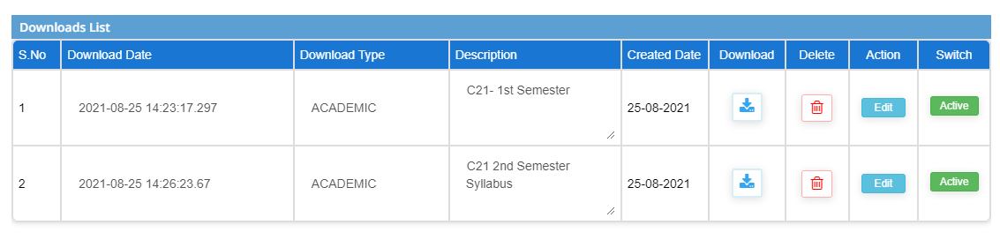 Downloads List
S.No Download Date Download Type Description Created Date Download Delete Action Switch
1 2021-08-25 14:23:17.297 ACADEMIC C21- 1st Semester 25-08-2021 Edit Active
2 2021-08-25 14:26:23.67 ACADEMIC C21 2nd Semester 25-08-2021 Edit Active
Syllabus